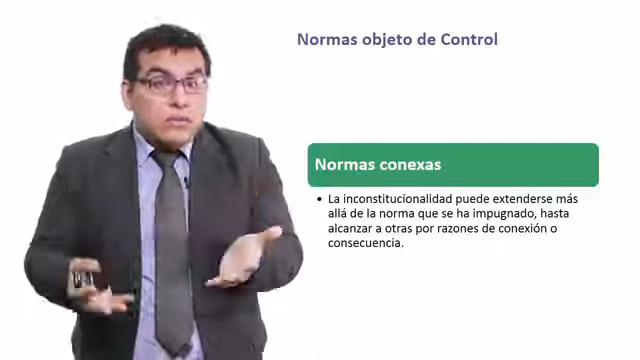 Normas objeto de Control
Normas conexas
• La inconstitucionalidad puede extenderse más
allá de la norma que se ha impugnado, hasta
alcanzar a otras por razones de conexión o
consecuencia.